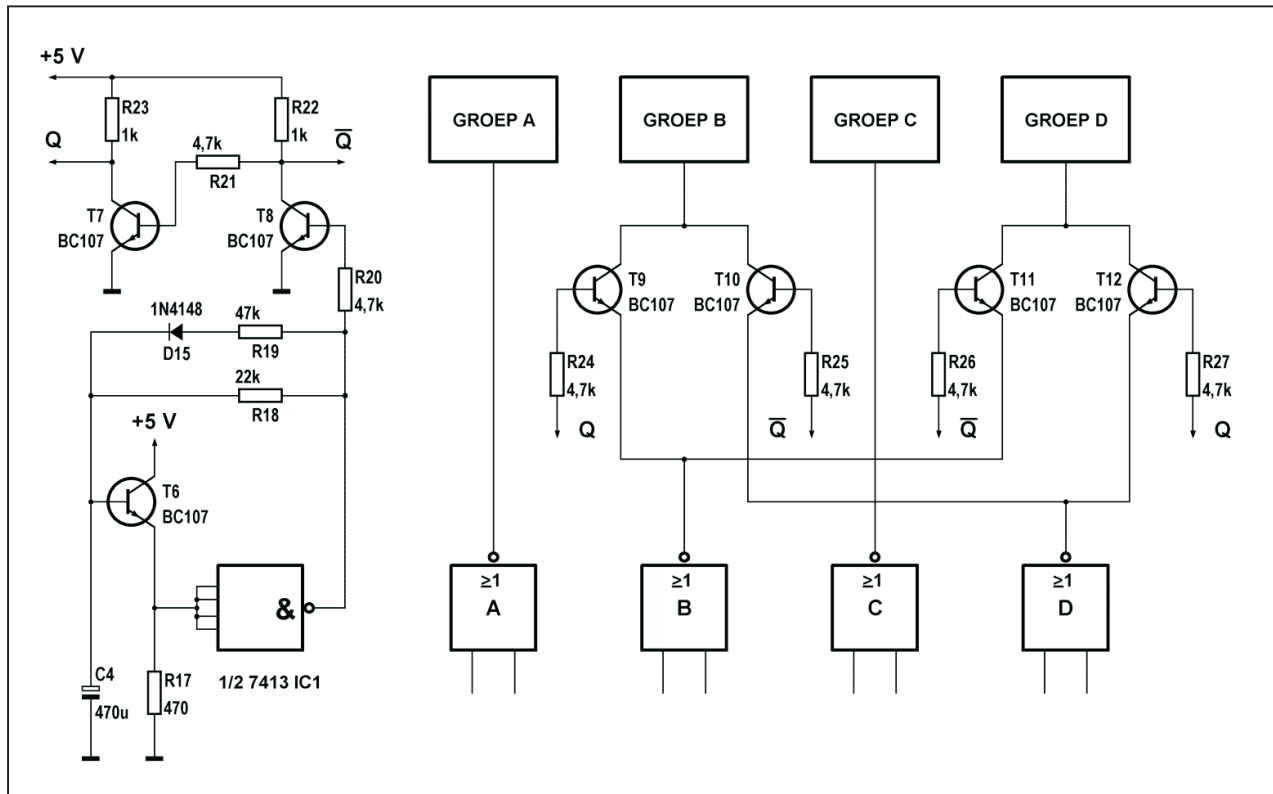 +5 V
R23
1k
R22
1k
Q
Q̅
4,7k
R21
T7
BC107
T8
BC107
R20
4,7k
1N4148
D15
47k
R19
22k
R18
+5 V
T6
BC107
&
1/2 7413 IC1
C4
470u
R17
470
GROEP A
GROEP B
GROEP C
GROEP D
T9
BC107
T10
BC107
T11
BC107
T12
BC107
R24
4,7k
R25
4,7k
R26
4,7k
R27
4,7k
Q
Q̅
Q̅
Q
≥1
A
≥1
B
≥1
C
≥1
D